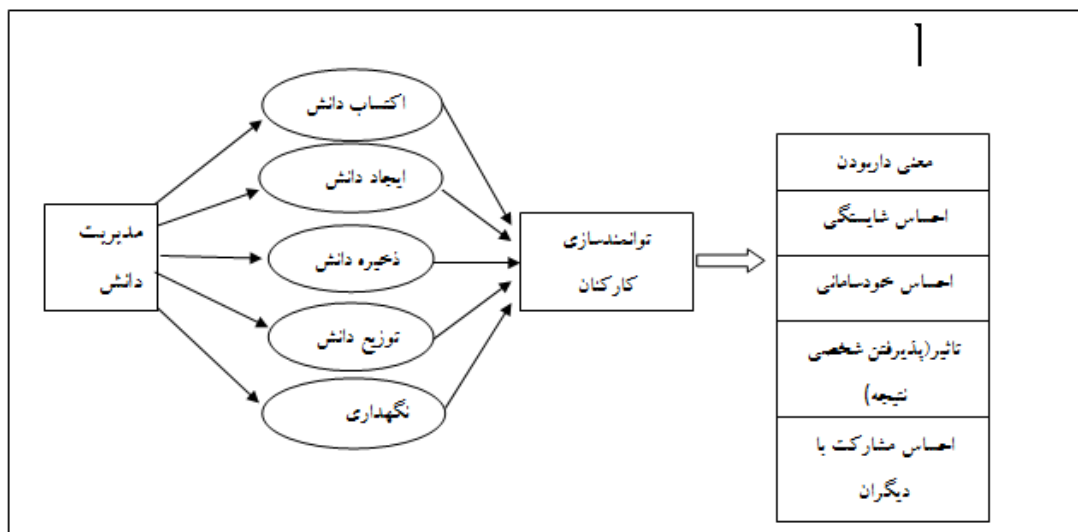 مدیریت
دانش
اکتساب دانش
ایجاد دانش
ذخیره دانش
توزیع دانش
نگهداری
توانمندسازی
کارکنان
معنی داربودن
احساس شایستگی
احساس خودسامانی
تاثیر(پذیرفتن شخصی
نتیجه)
احساس مشارکت با
دیگران